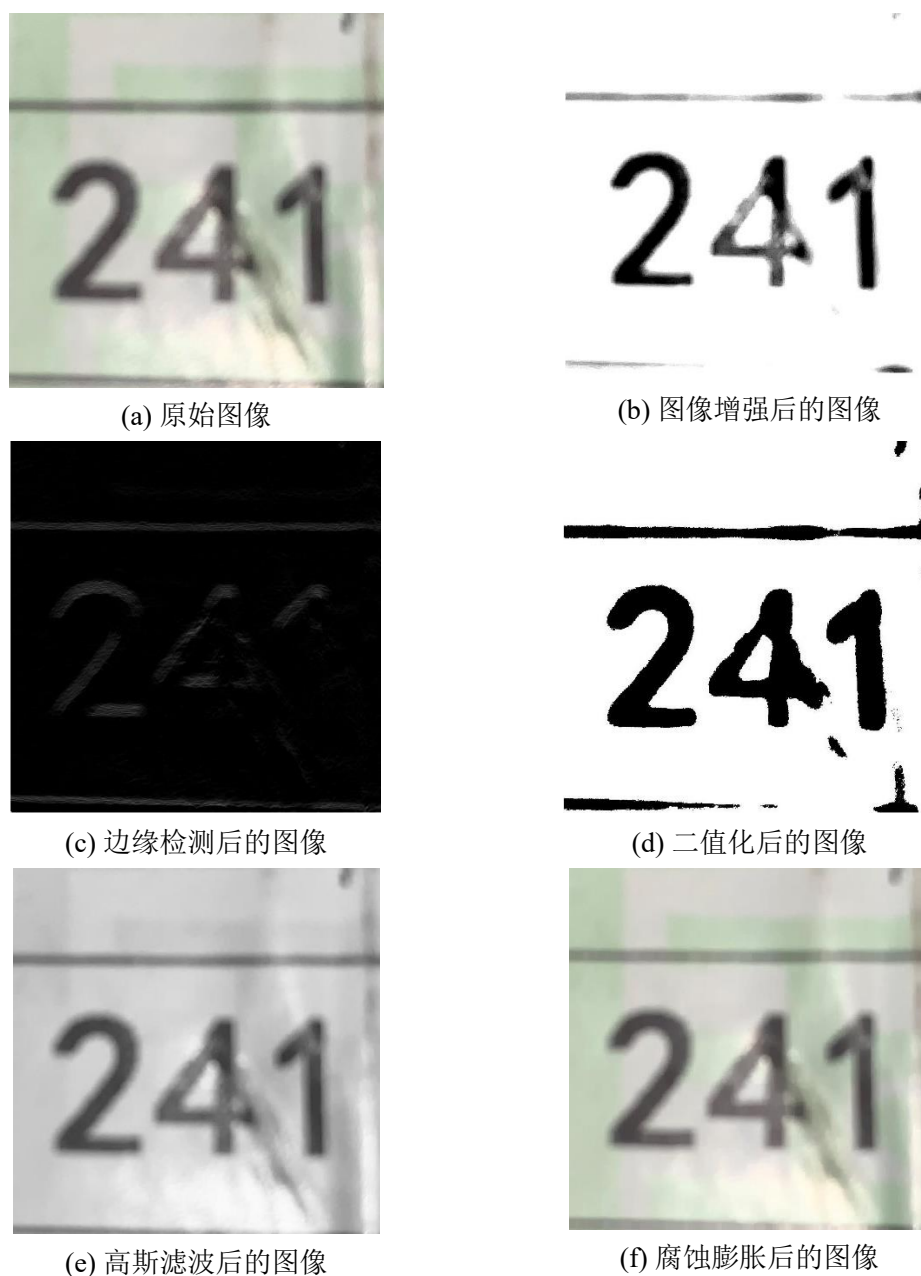 241
241
(a) 原始图像
(b) 图像增强后的图像
241
241
(c) 边缘检测后的图像
(d) 二值化后的图像
241
241
(e) 高斯滤波后的图像
(f) 腐蚀膨胀后的图像